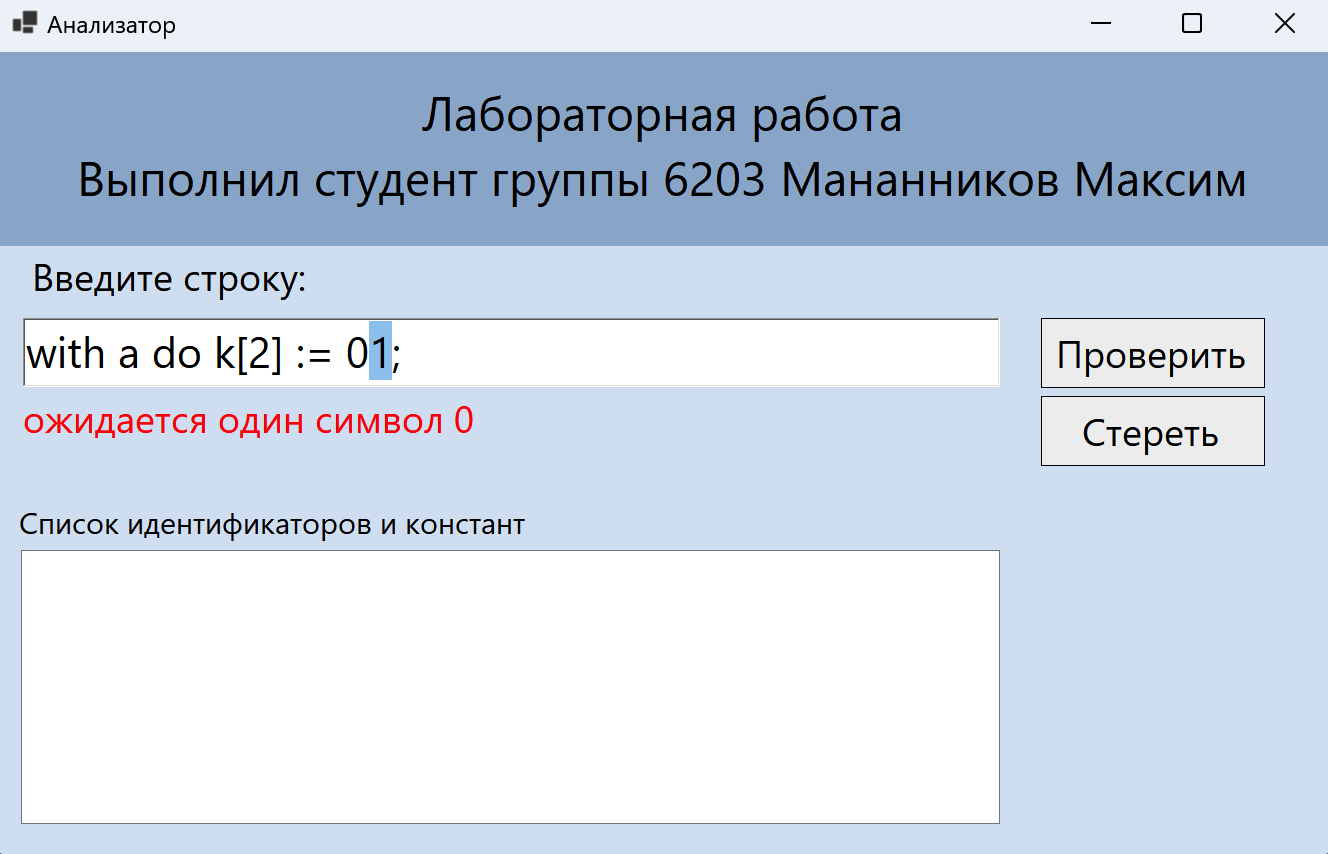 Анализатор
Лабораторная работа
Выполнил студент группы 6203 Мананников Максим
Введите строку:
with a do k[2] := 01;
Проверить
ожидается один символ 0
Стереть
Список идентификаторов и констант